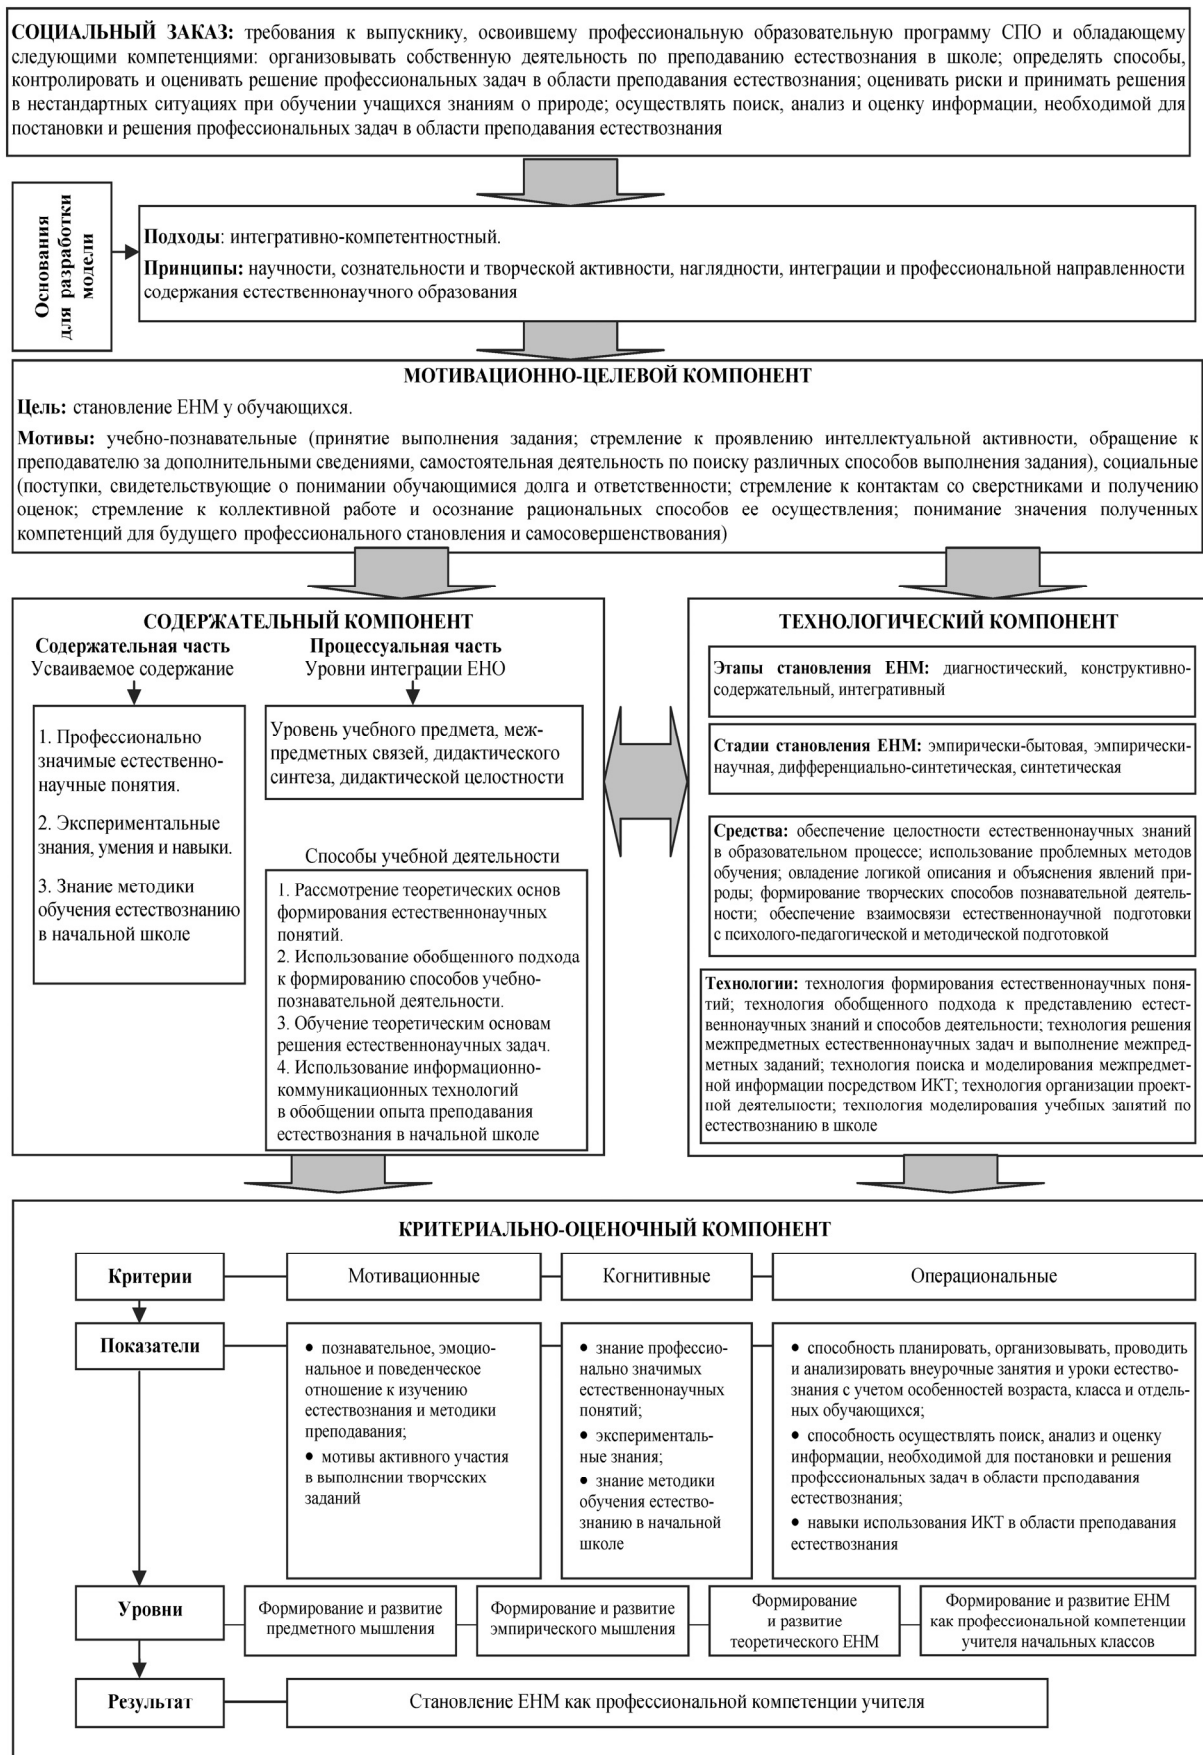 СОЦИАЛЬНЫЙ ЗАКАЗ: требования к выпускнику, освоившему профессиональную образовательную программу СПО и обладающему
следующими компетенциями: организовывать собственную деятельность по преподаванию естествознания в школе; определять способы,
контролировать и оценивать решение профессиональных задач в области преподавания естествознания; оценивать риски и принимать решения
в нестандартных ситуациях при обучении учащихся знаниям о природе; осуществлять поиск, анализ и оценку информации, необходимой для
постановки и решения профессиональных задач в области преподавания естествознания
Основания
для разработки
модели
Подходы: интегративно-компетентностный.
Принципы: научности, сознательности и творческой активности, наглядности, интеграции и профессиональной направленности
содержания естественнонаучного образования
МОТИВАЦИОННО-ЦЕЛЕВОЙ КОМПОНЕНТ
Цель: становление ЕНМ у обучающихся.
Мотивы: учебно-познавательные (принятие выполнения задания; стремление к проявлению интеллектуальной активности, обращение к
преподавателю за дополнительными сведениями, самостоятельная деятельность по поиску различных способов выполнения задания), социальные
(поступки, свидетельствующие о понимании обучающимися долга и ответственности; стремление к контактам со сверстниками и получению
оценок; стремление к коллективной работе и осознание рациональных способов ее осуществления; понимание значения полученных
компетенций для будущего профессионального становления и самосовершенствования)
СОДЕРЖАТЕЛЬНЫЙ КОМПОНЕНТ
Содержательная часть
Усваиваемое содержание
1. Профессионально
значимые естественно-
научные понятия.
2. Экспериментальные
знания, умения и навыки.
3. Знание методики
обучения естествознанию
в начальной школе
Процессуальная часть
Уровни интеграции ЕНО
Уровень учебного предмета, меж-
предметных связей, дидактического
синтеза, дидактической целостности
Способы учебной деятельности
1. Рассмотрение теоретических основ
формирования естественнонаучных
понятий.
2. Использование обобщенного подхода
к формированию способов учебно-
познавательной деятельности.
3. Обучение теоретическим основам
решения естественнонаучных задач.
4. Использование информационно-
коммуникационных технологий
в обобщении опыта преподавания
естествознания в начальной школе
ТЕХНОЛОГИЧЕСКИЙ КОМПОНЕНТ
Этапы становления ЕНМ: диагностический, конструктивно-
содержательный, интегративный
Стадии становления ЕНМ: эмпирически-бытовая, эмпирически-
научная, дифференциально-синтетическая, синтетическая
Средства: обеспечение целостности естественнонаучных знаний
в образовательном процессе; использование проблемных методов
обучения; овладение логикой описания и объяснения явлений при-
роды; формирование творческих способов познавательной деятель-
ности; обеспечение взаимосвязи естественнонаучной подготовки
с психолого-педагогической и методической подготовкой
Технологии: технология формирования естественнонаучных поня-
тий; технология обобщенного подхода к представлению естест-
веннонаучных знаний и способов деятельности; технология решения
межпредметных естественнонаучных задач и выполнение межпред-
метных заданий; технология поиска и моделирования межпредмет-
ной информации посредством ИКТ; технология организации проект-
ной деятельности; технология моделирования учебных занятий по
естествознанию в школе
КРИТЕРИАЛЬНО-ОЦЕНОЧНЫЙ КОМПОНЕНТ
Критерии
Мотивационные
Когнитивные
Операциональные
Показатели
• познавательное, эмоцио-
нальное и поведенческое
отношение к изучению
естествознания и методики
преподавания;
• мотивы активного участия
в выполнении творческих
заданий
• знание профессио-
нально значимых
естественнонаучных
понятий;
• эксперименталь-
ные знания;
• знание методики
обучения естество-
знанию в начальной
школе
• способность планировать, организовывать, проводить
и анализировать внеурочные занятия и уроки естество-
знания с учетом особенностей возраста, класса и отдель-
ных обучающихся;
• способность осуществлять поиск, анализ и оценку
информации, необходимой для постановки и решения
профессиональных задач в области преподавания
естествознания;
• навыки использования ИКТ в области преподавания
естествознания
Уровни
Формирование и развитие
предметного мышления
Формирование и развитие
эмпирического мышления
Формирование
и развитие
теоретического ЕНМ
Формирование и развитие ЕНМ
как профессиональной компетенции
учителя начальных классов
Результат
Становление ЕНМ как профессиональной компетенции учителя